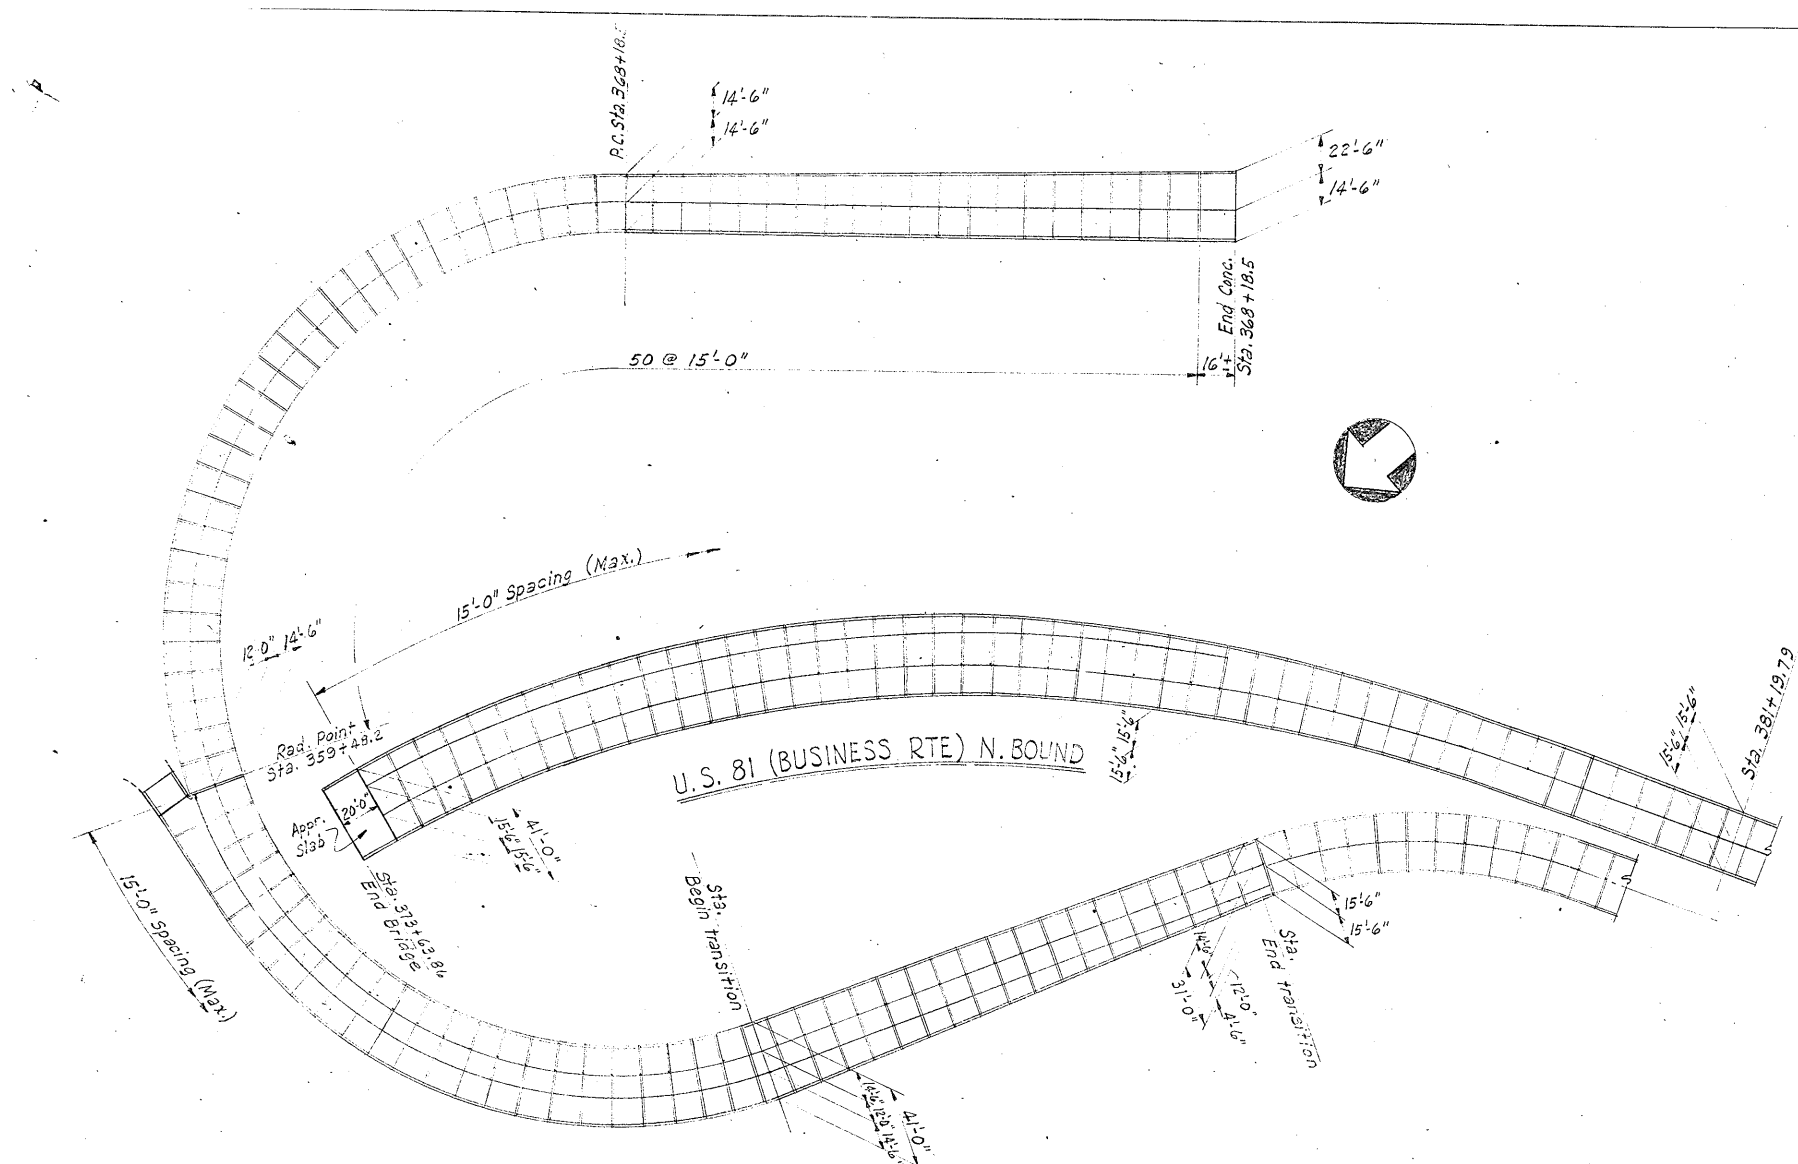 P.C. Sta. 368+18.5
14'-6"
14'-6"
22'-6"
14'-6"
End Conc.
Sta. 368+18.5
50 @ 15'-0"
16'±
15'-0" Spacing (Max.)
12'-0" 14'-6"
Rad. Point
Sta. 359+48.2
U.S. 81 (BUSINESS RTE) N. BOUND
15'-6" 15'-6"
15'-6" 15'-6"
Sta. 381+19.79
Appr.
Slab
20'-0"
41'-0"
15'-6" 15'-6"
Sta. 373+63.86
End Bridge
15'-0" Spacing (Max.)
Sta.
Begin transition
15'-6"
15'-6"
Sta.
End transition
14'-6"
12'-0"
4'-6"
31'-0"
14'-6" 12'-0" 14'-6"
41'-0"
S
S